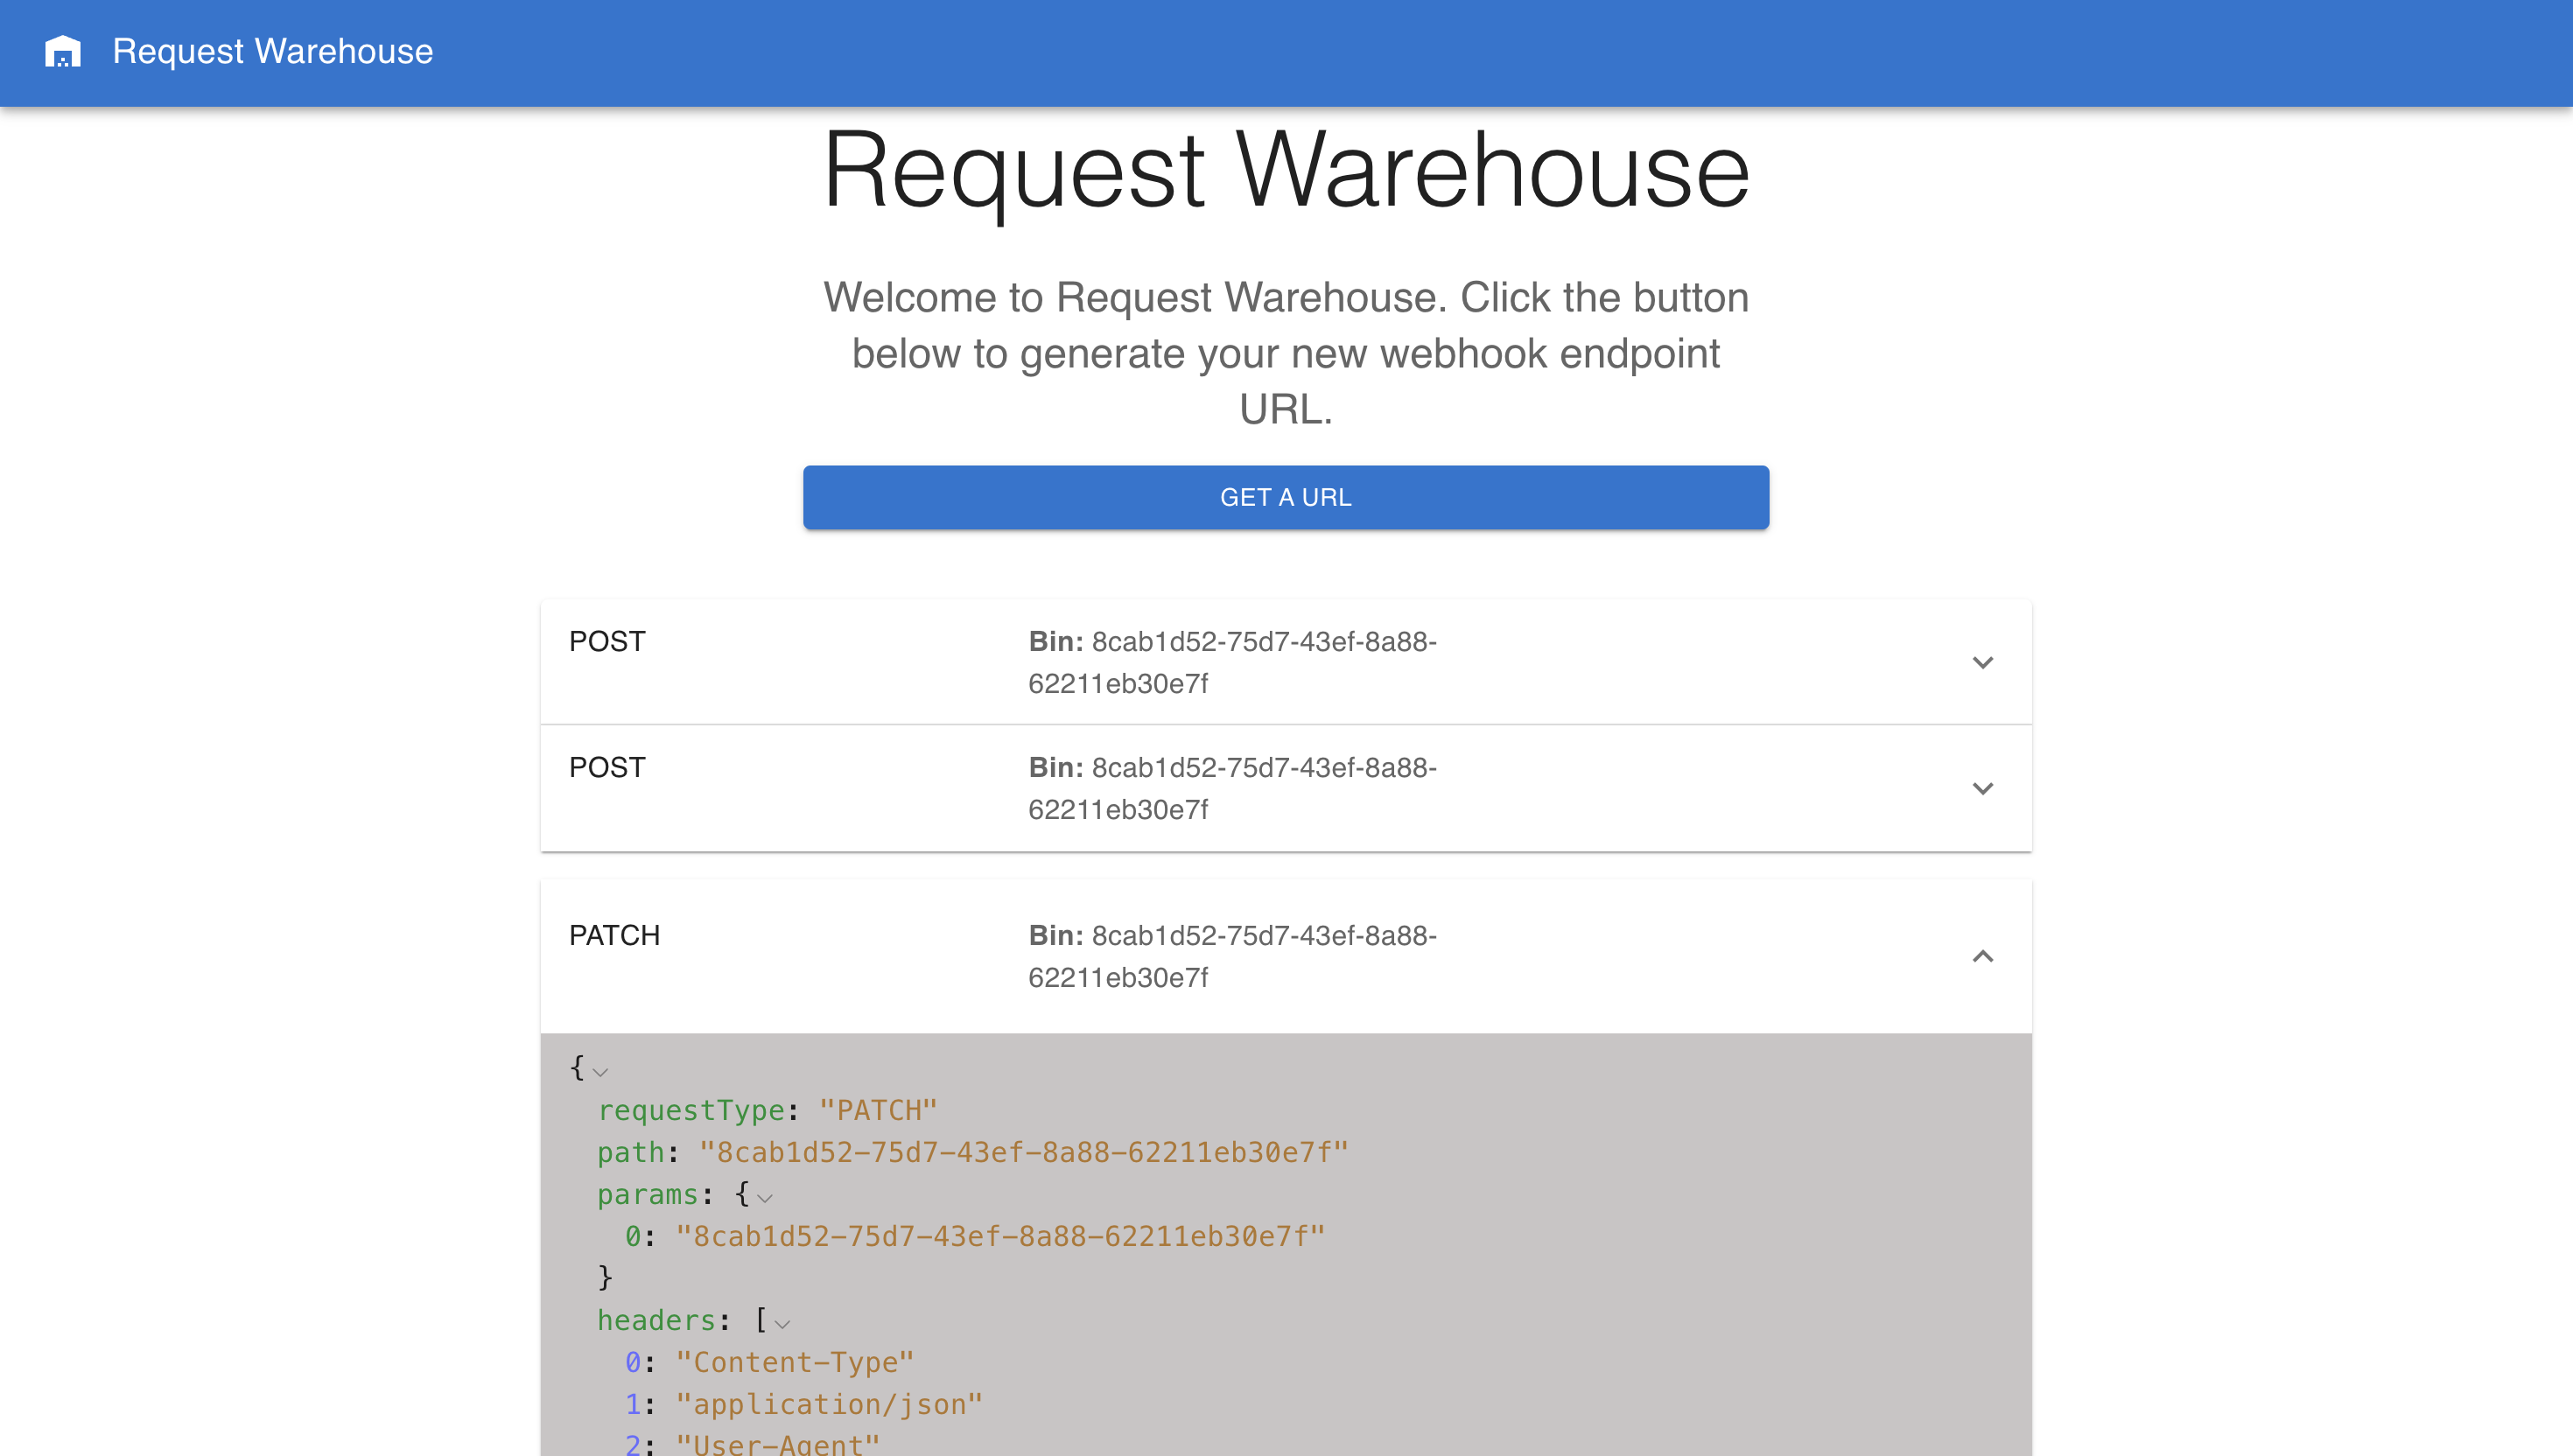 Request Warehouse
Request Warehouse
Welcome to Request Warehouse. Click the button
below to generate your new webhook endpoint
URL.
GET A URL
POST
Bin: 8cab1d52-75d7-43ef-8a88-
62211eb30e7f
POST
Bin: 8cab1d52-75d7-43ef-8a88-
62211eb30e7f
PATCH
Bin: 8cab1d52-75d7-43ef-8a88-
62211eb30e7f
{
requestType: "PATCH"
path: "8cab1d52-75d7-43ef-8a88-62211eb30e7f"
params: {
0: "8cab1d52-75d7-43ef-8a88-62211eb30e7f"
}
headers: [
0: "Content-Type"
1: "application/json"
2: "User-Agent"